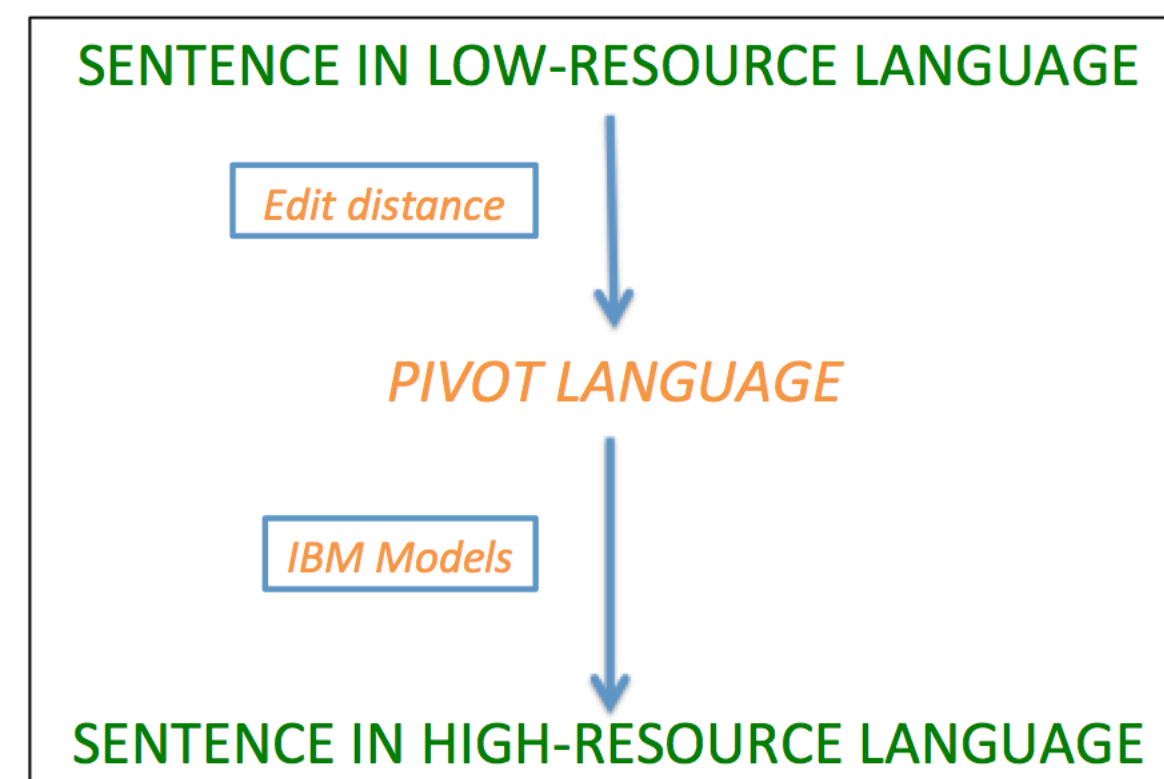 SENTENCE IN LOW-RESOURCE LANGUAGE
Edit distance
PIVOT LANGUAGE
IBM Models
SENTENCE IN HIGH-RESOURCE LANGUAGE